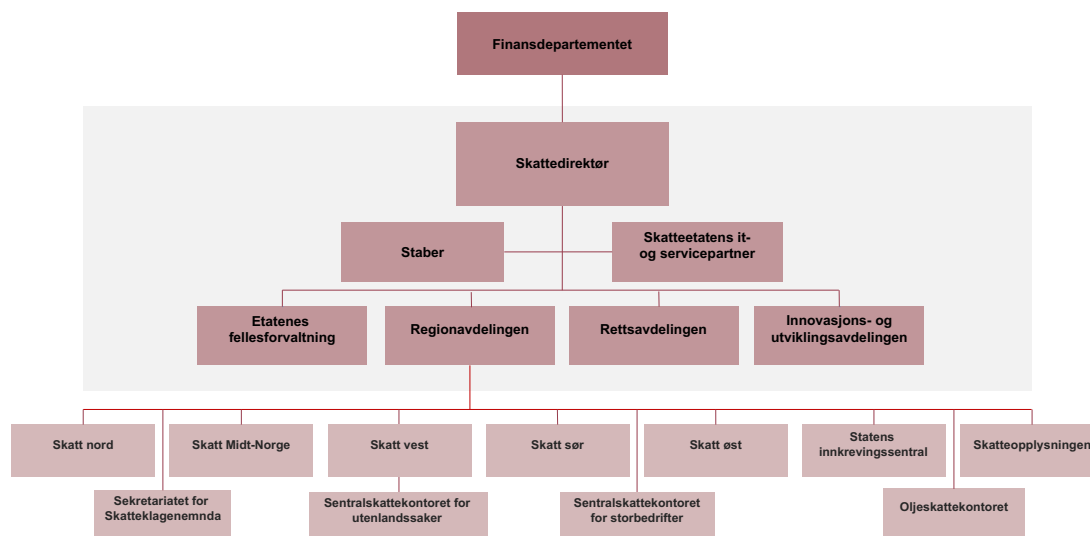 Finansdepartementet
Skattedirektør
Staber
Skatteetatens it-
og servicepartner
Etatenes
fellesforvaltning
Regionavdelingen
Rettsavdelingen
Innovasjons- og
utviklingsavdelingen
Skatt nord
Skatt Midt-Norge
Skatt vest
Skatt sør
Skatt øst
Statens
innkrevingssentral
Skatteopplysningen
Sekretariatet for
Skatteklagenemnda
Sentralskattekontoret for
utenlandssaker
Sentralskattekontoret
for storbedrifter
Oljeskattekontoret